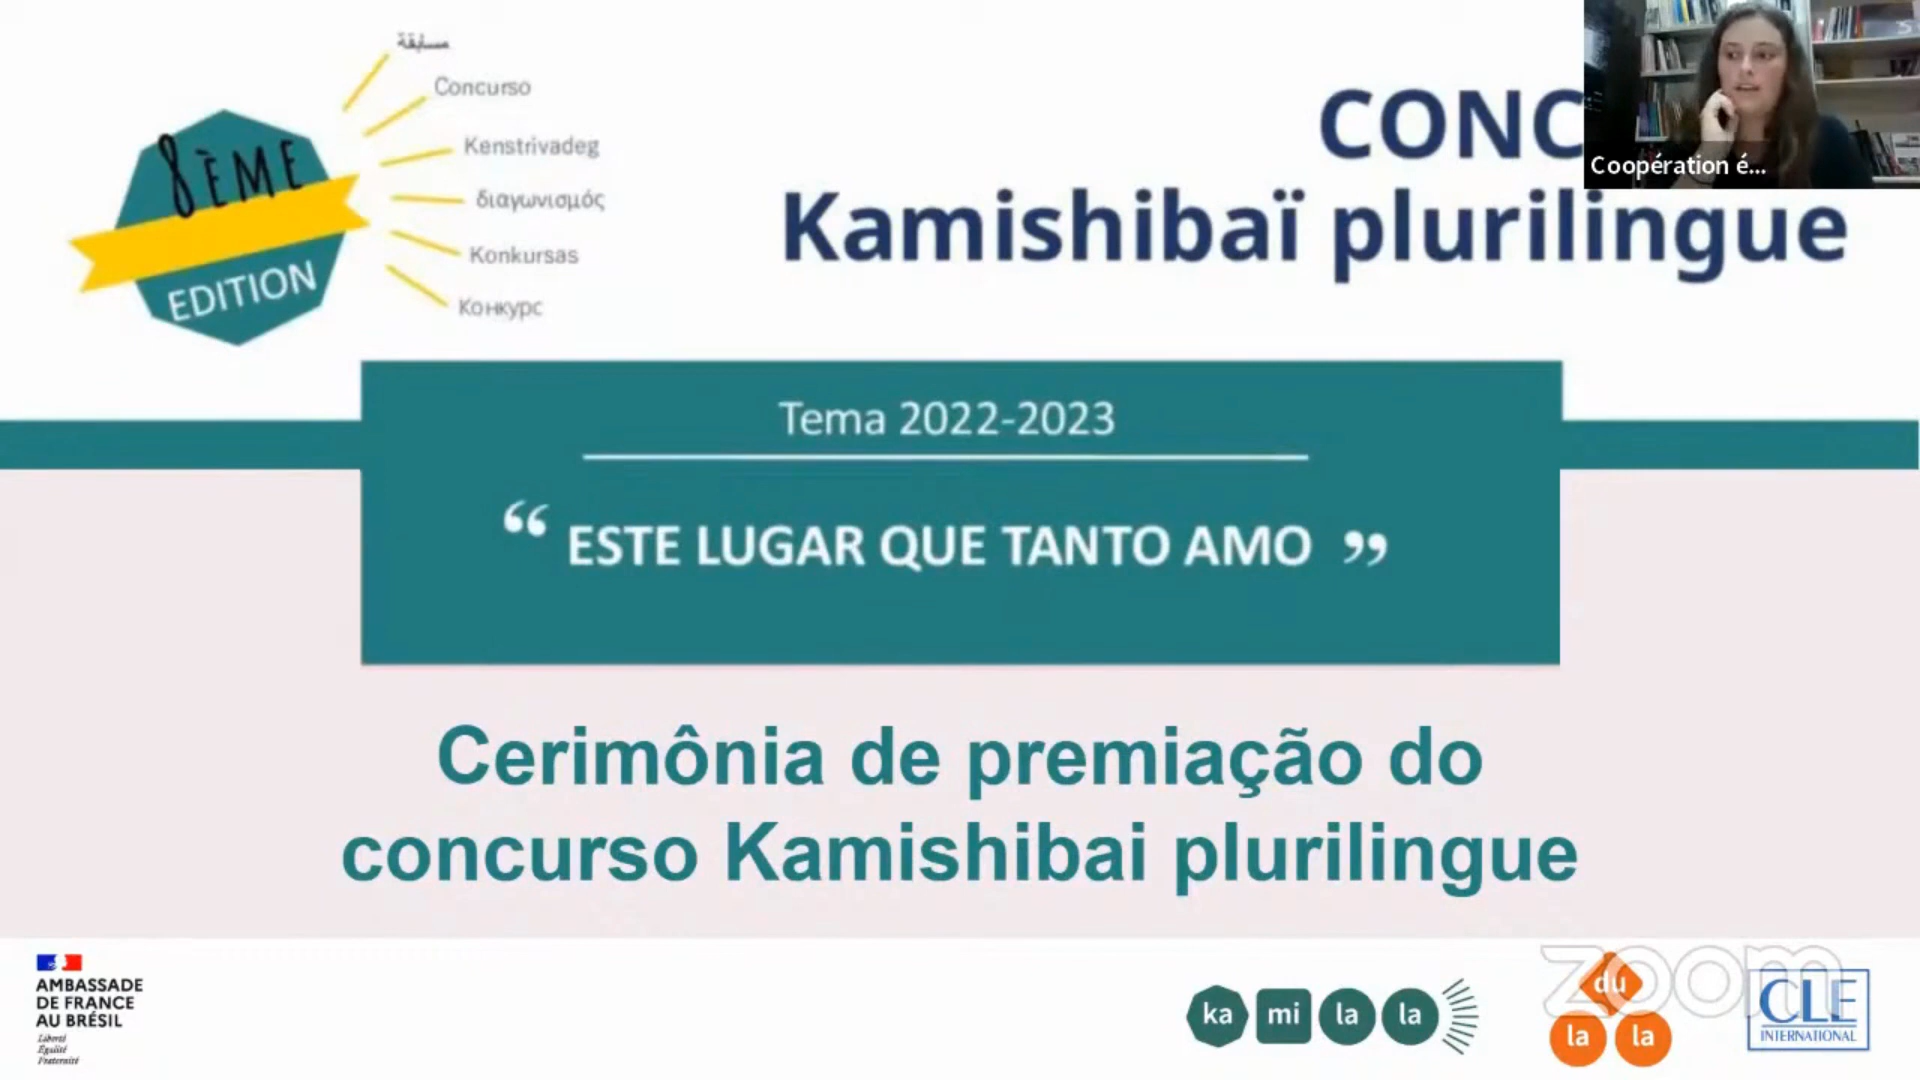 مسابقة
Concurso
Kenstrivadeg
διαγωνισμός
Konkursas
Конкурс
8ÈME
EDITION
CONC
Kamishibaï plurilingue
Coopération é...
Tema 2022-2023
“ ESTE LUGAR QUE TANTO AMO ”
Cerimônia de premiação do
concurso Kamishibai plurilingue
AMBASSADE
DE FRANCE
AU BRÉSIL
Liberté
Égalité
Fraternité
ka mi la la
du
la la
zoom
CLE
INTERNATIONAL